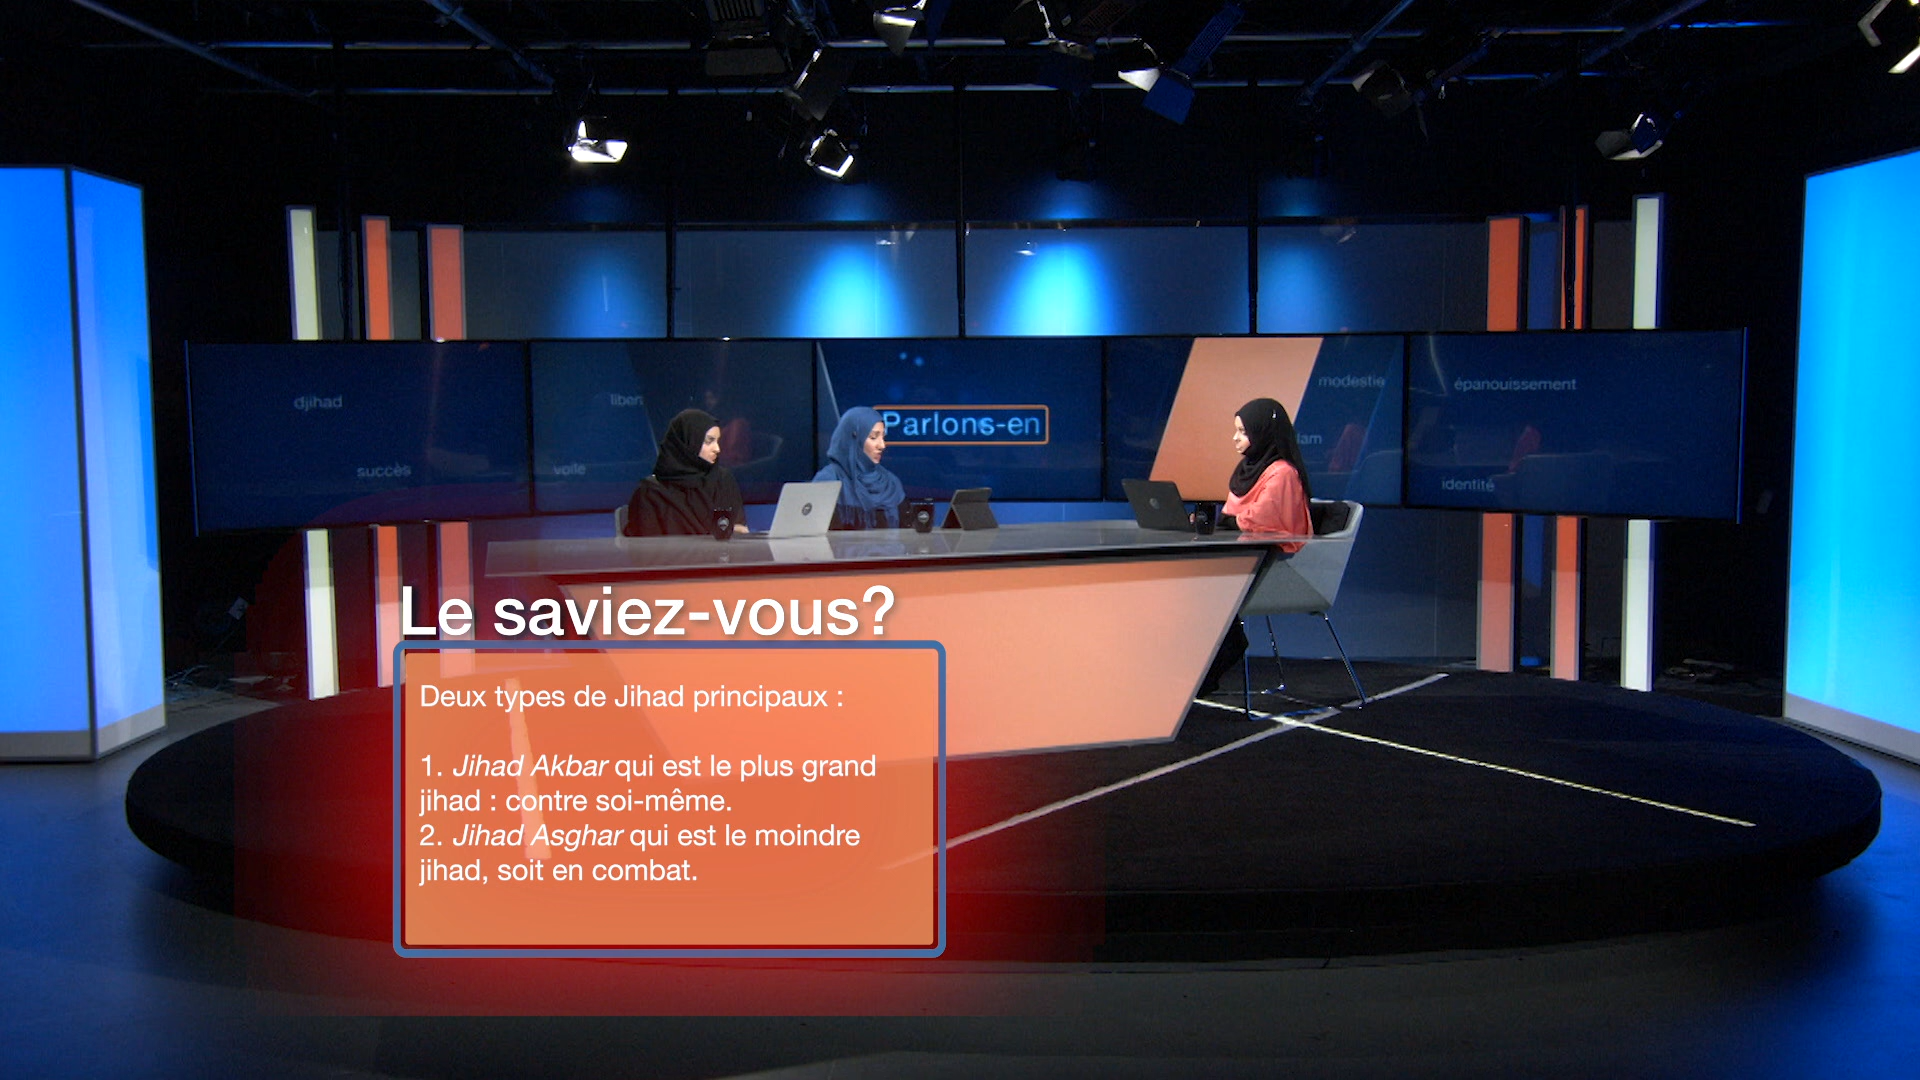 djihad
modestie
épanouissement
Parlons-en
succès
voile
identité
Le saviez-vous?
Deux types de Jihad principaux :
1. Jihad Akbar qui est le plus grand
jihad : contre soi-même.
2. Jihad Asghar qui est le moindre
jihad, soit en combat.